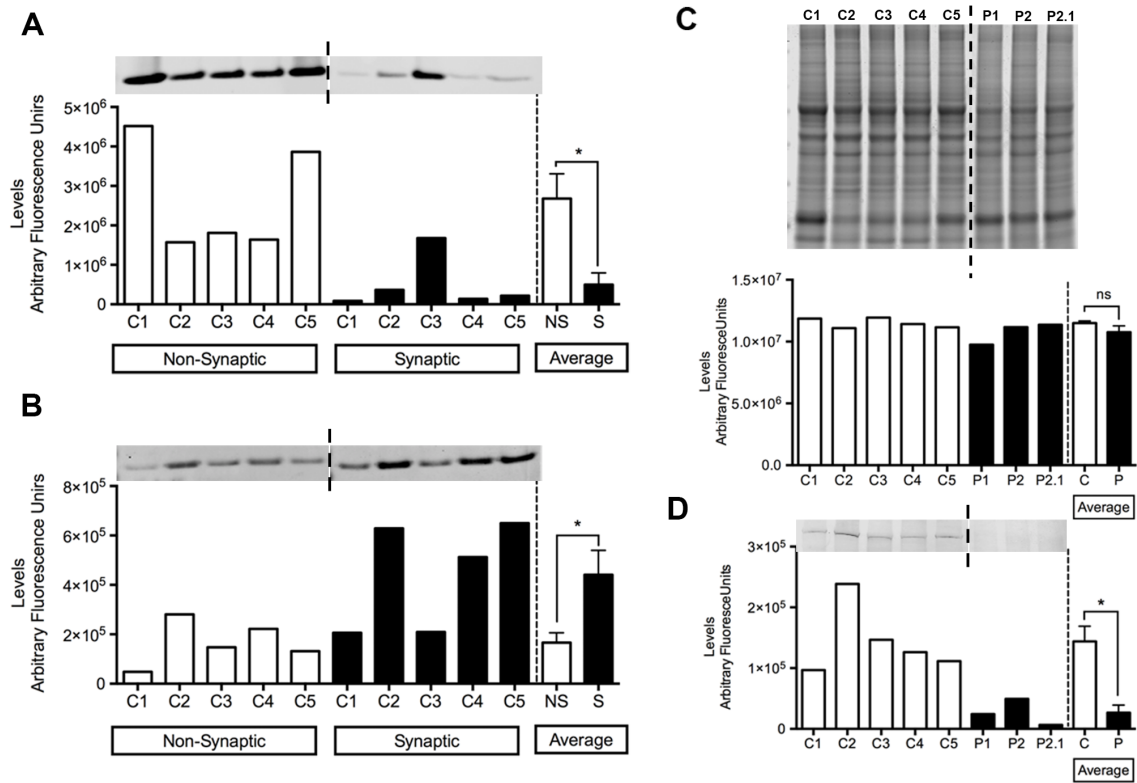 A
Levels
Arbitrary Fluorescence Unirs
5×10⁶
4×10⁶
3×10⁶
2×10⁶
1×10⁶
0
*
C1 C2 C3 C4 C5 C1 C2 C3 C4 C5 NS S
Non-Synaptic Synaptic Average
B
Levels
Arbitrary Fluorescence Unirs
8×10⁵
6×10⁵
4×10⁵
2×10⁵
0
*
C1 C2 C3 C4 C5 C1 C2 C3 C4 C5 NS S
Non-Synaptic Synaptic Average
C
C1 C2 C3 C4 C5 P1 P2 P2.1
Levels
Arbitrary FluoresceUnits
1.5×10⁷
1.0×10⁷
5.0×10⁶
0.0
ns
C1 C2 C3 C4 C5 P1 P2 P2.1 C P
Average
D
Levels
Arbitrary FluoresceUnits
3×10⁵
2×10⁵
1×10⁵
0
*
C1 C2 C3 C4 C5 P1 P2 P2.1 C P
Average